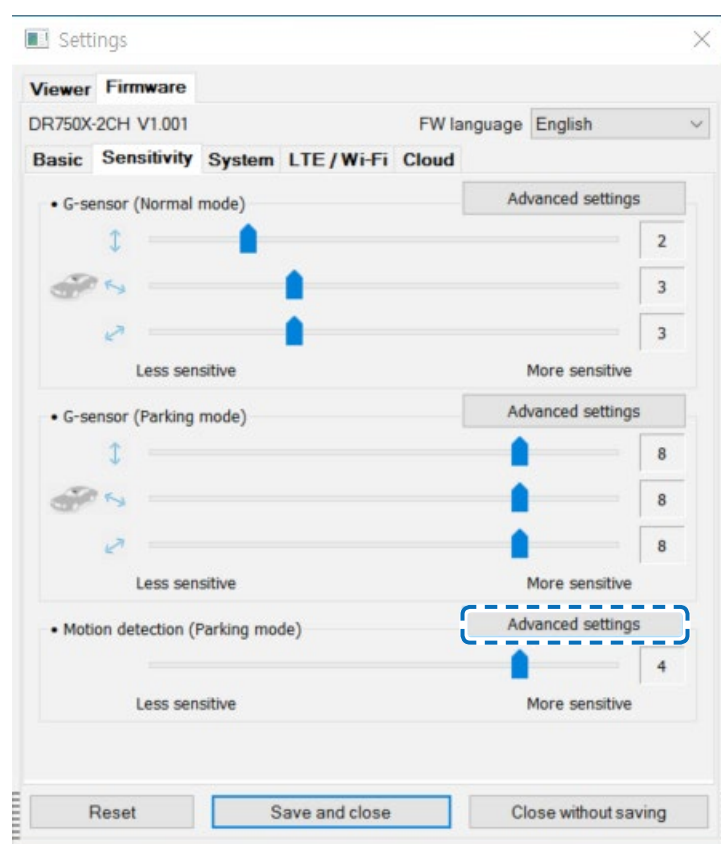 Settings
Viewer Firmware
DR750X-2CH V1.001 FW language English
Basic Sensitivity System LTE / Wi-Fi Cloud
• G-sensor (Normal mode) Advanced settings
2
3
3
Less sensitive More sensitive
• G-sensor (Parking mode) Advanced settings
8
8
8
Less sensitive More sensitive
• Motion detection (Parking mode) Advanced settings
4
Less sensitive More sensitive
Reset Save and close Close without saving